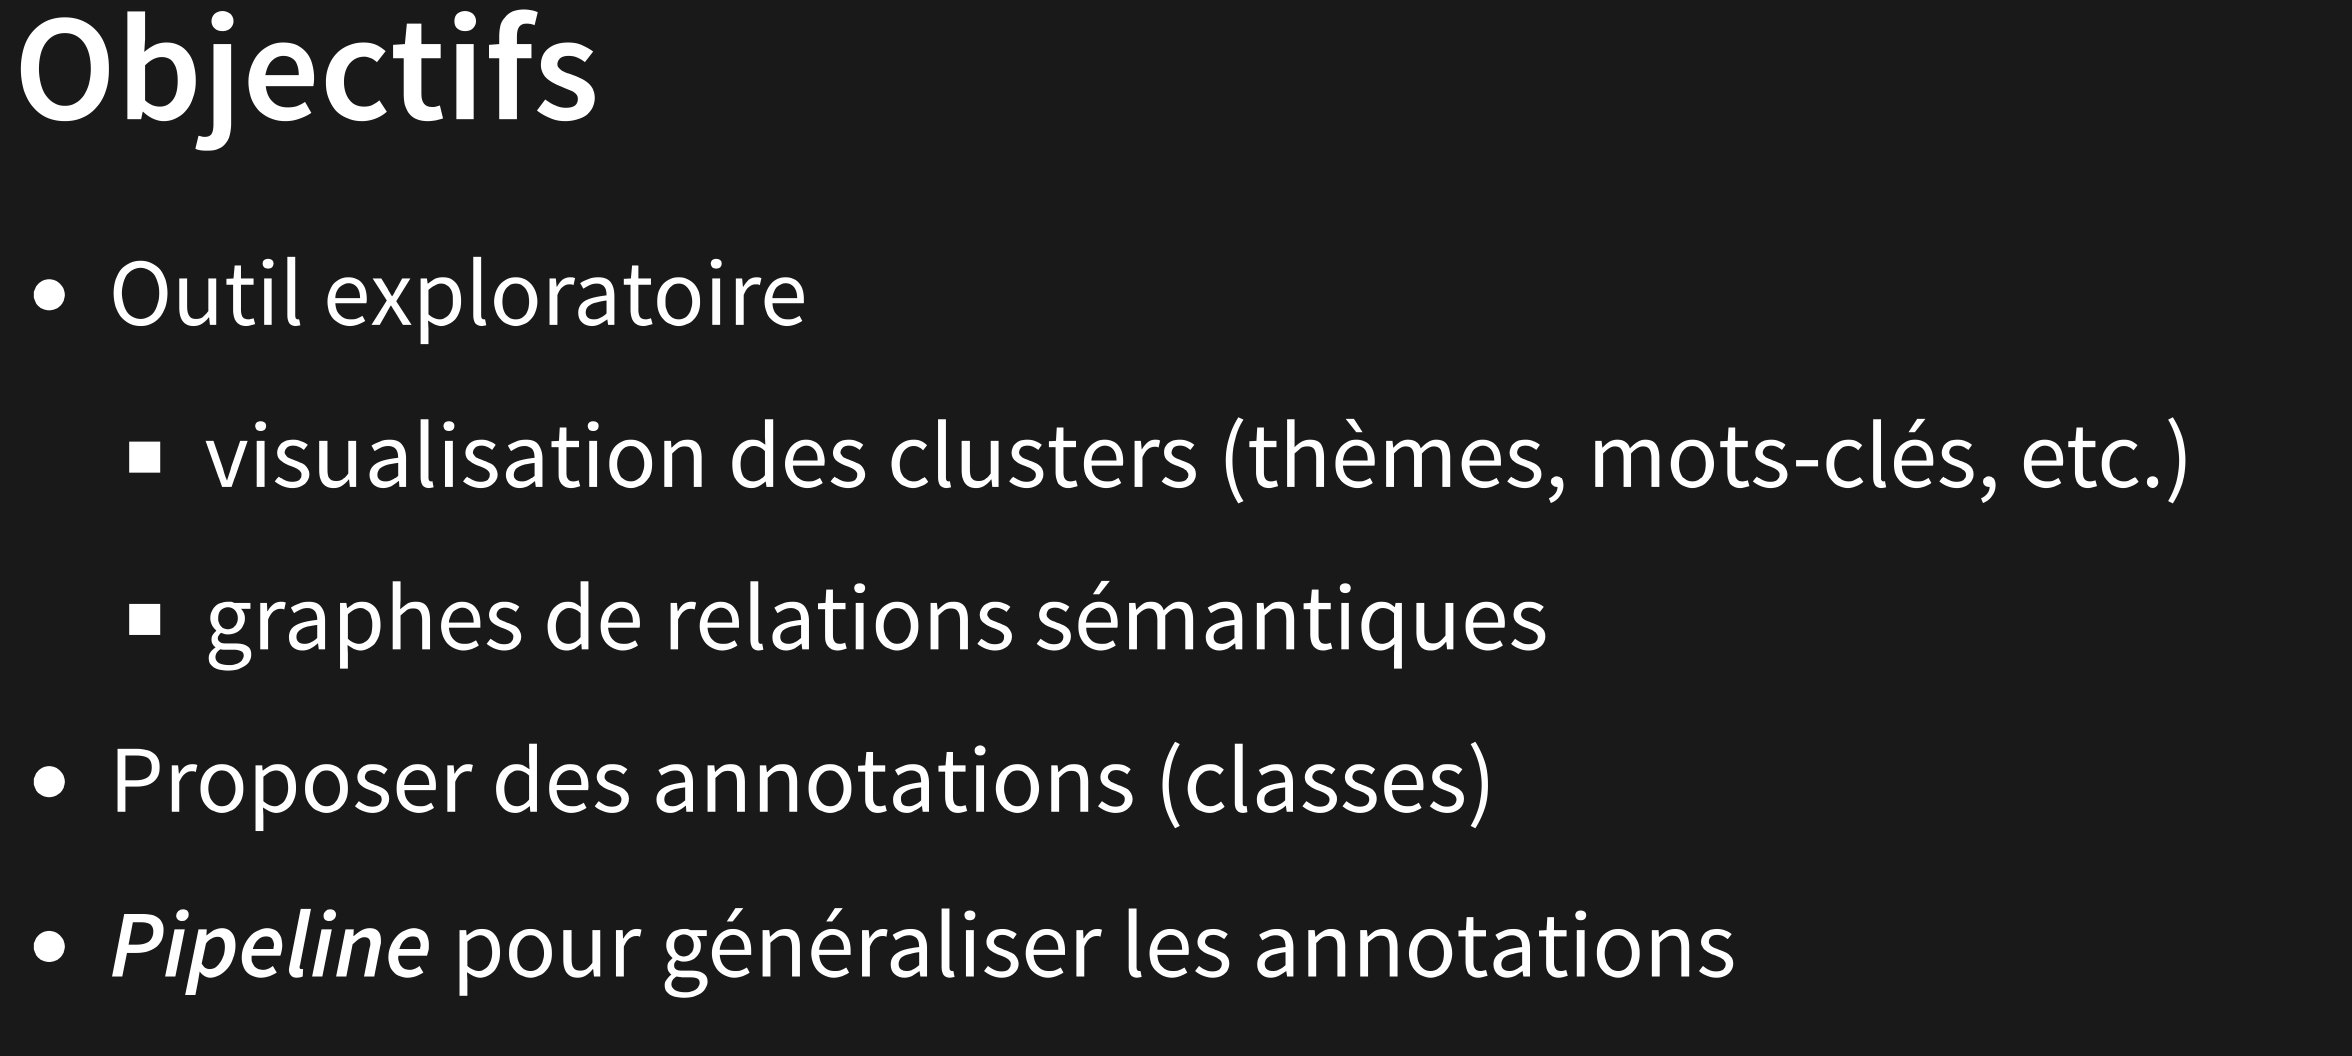 Objectifs
• Outil exploratoire
▪ visualisation des clusters (thèmes, mots-clés, etc.)
▪ graphes de relations sémantiques
• Proposer des annotations (classes)
• Pipeline pour généraliser les annotations